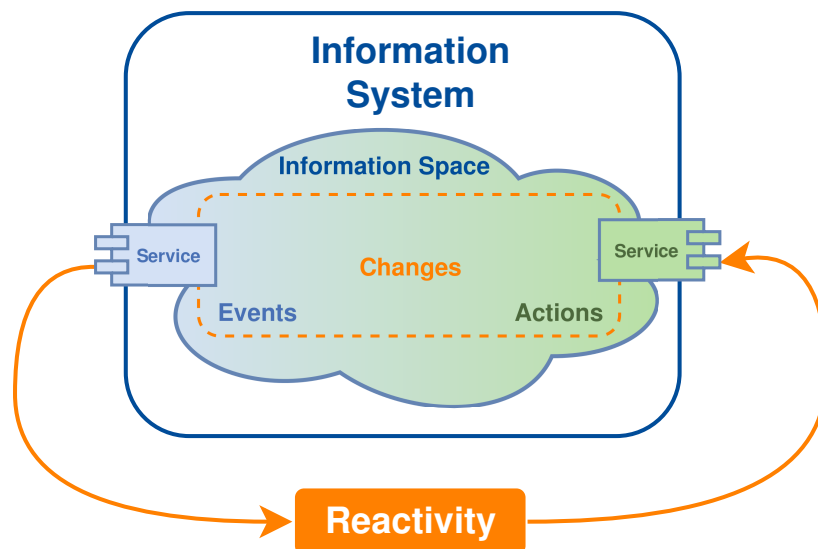 Information
System
Information Space
Service
Service
Changes
Events
Actions
Reactivity